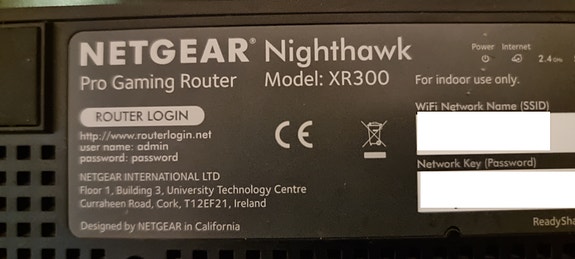 NETGEAR® Nighthawk
Pro Gaming Router Model: XR300
Power Internet 2.4 GHz
For indoor use only.
ROUTER LOGIN
http://www.routerlogin.net
user name: admin
password: password
WiFi Network Name (SSID)
CE
Network Key (Password)
NETGEAR INTERNATIONAL LTD
Floor 1, Building 3, University Technology Centre
Curraheen Road, Cork, T12EF21, Ireland
Designed by NETGEAR in California
ReadySha